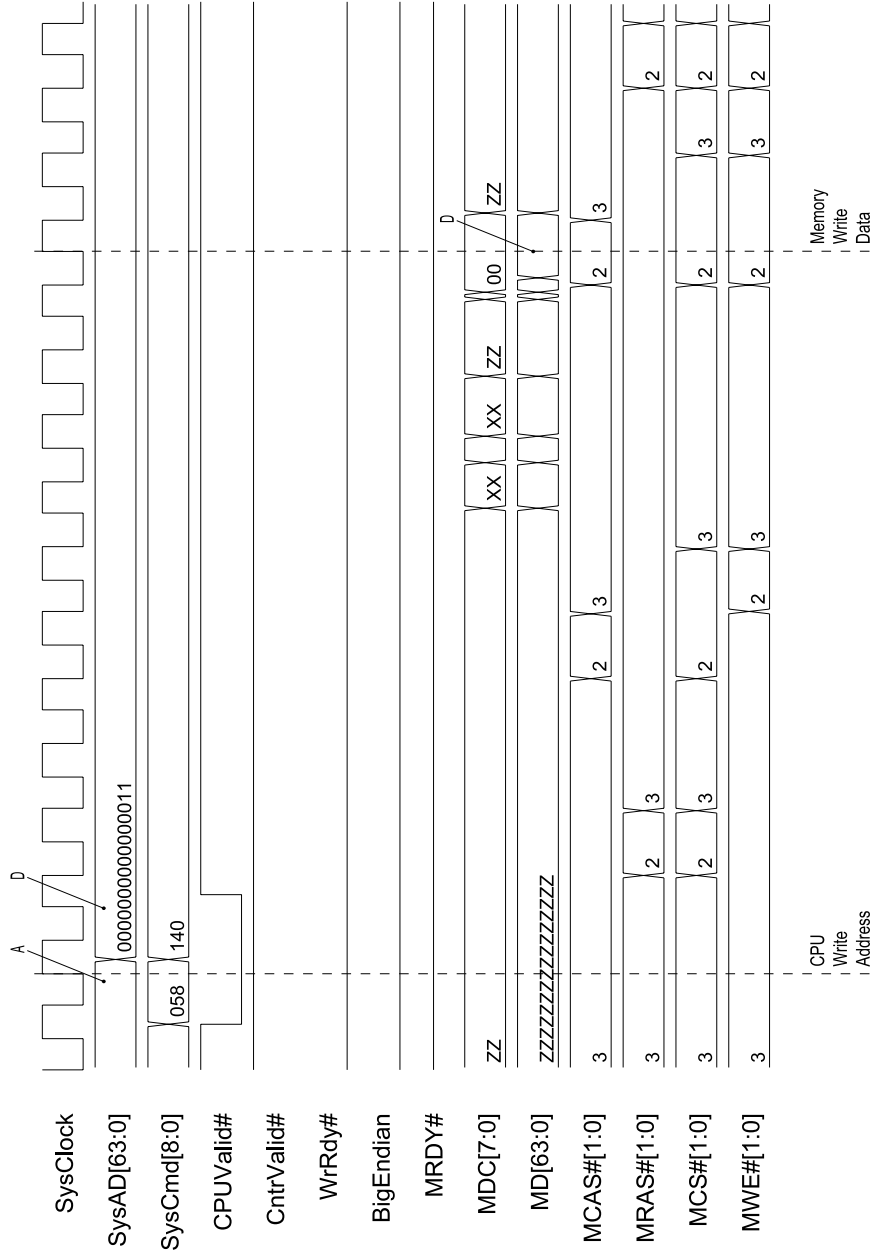 A
D
D
SysClock
SysAD[63:0] 0000000000000011
SysCmd[8:0] 058 140
CPUValid#
CntrValid#
WrRdy#
BigEndian
MRDY#
MDC[7:0] ZZ XX XX ZZ 00 ZZ
MD[63:0] ZZZZZZZZZZZZZZZZ
MCAS#[1:0] 3 2 3 2 3
MRAS#[1:0] 3 2 3 2
MCS#[1:0] 3 2 3 2 3 2 3 2
MWE#[1:0] 3 2 3 2 3 2
CPU
Write
Address
Memory
Write
Data